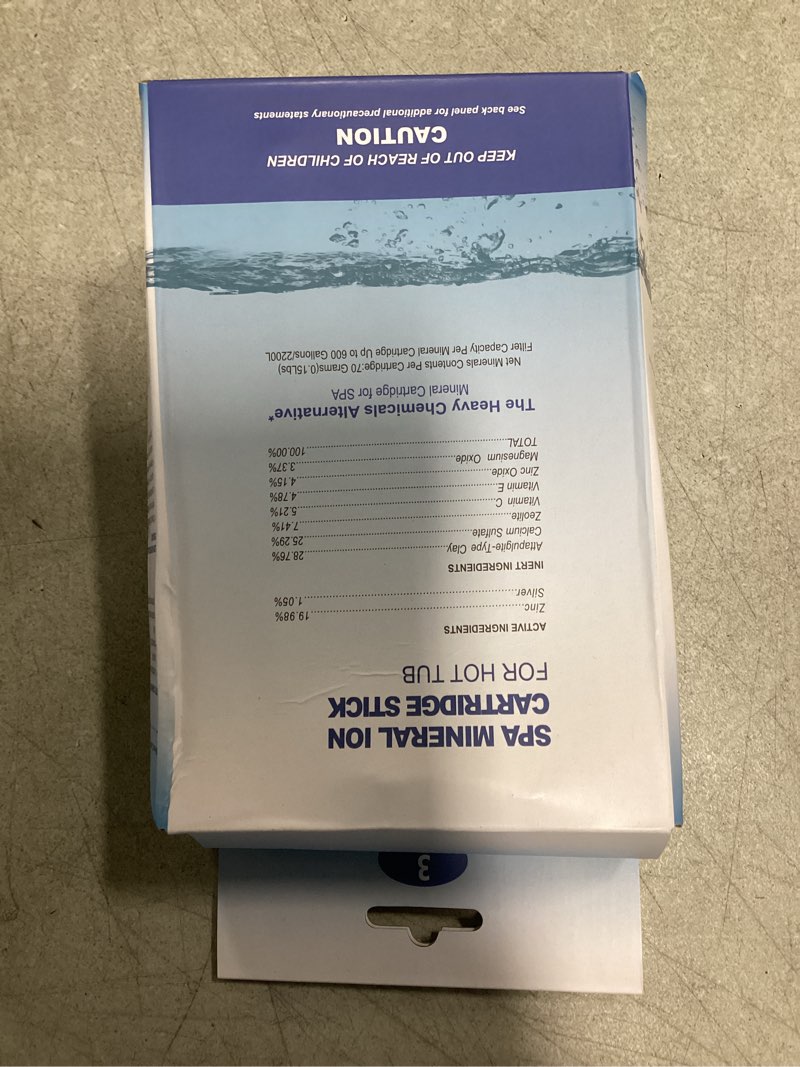 3
SPA MINERAL ION
CARTRIDGE STICK
FOR HOT TUB
ACTIVE INGREDIENTS
Zinc........................19.98%
Silver........................1.05%
INERT INGREDIENTS
Attapulgite-Type Clay........................28.76%
Calcium Sulfate........................25.29%
Zeolite........................7.41%
Vitamin C........................5.21%
Vitamin E........................4.78%
Zinc Oxide........................4.15%
Magnesium Oxide........................3.37%
TOTAL........................100.00%
The Heavy Chemicals Alternative*
Mineral Cartridge for SPA
Net Minerals Contents Per Cartridge:70 Grams(0.15Lbs)
Filter Capacity Per Mineral Cartridge Up to 600 Gallons/2200L
KEEP OUT OF REACH OF CHILDREN
CAUTION
See back panel for additional precautionary statements